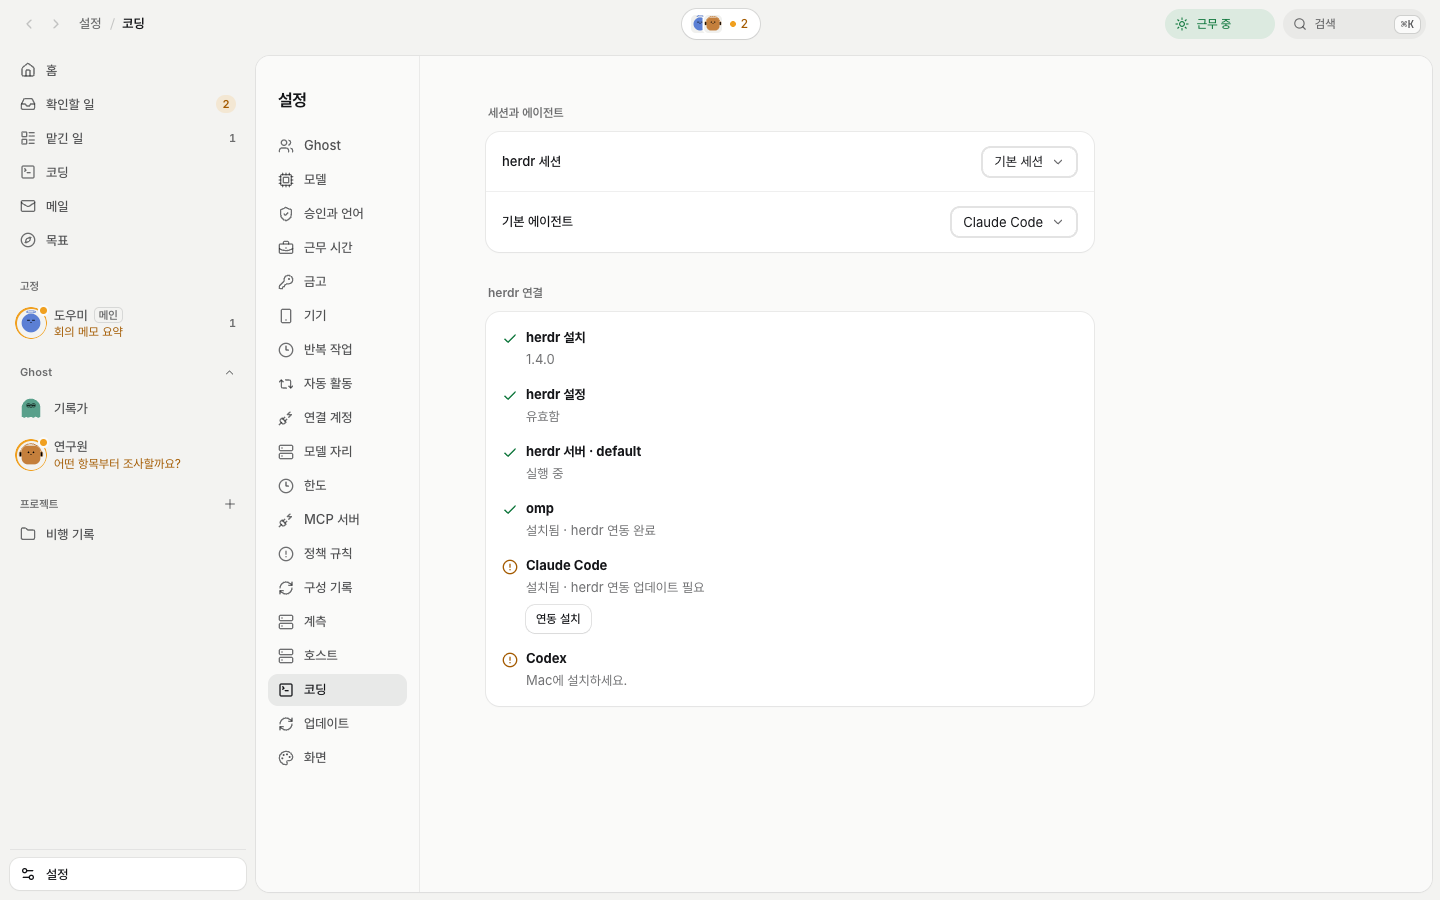 설정 / 코딩
2
근무 중
검색
⌘K
홈
확인할 일
2
맡긴 일
1
코딩
메일
목표
고정
도우미
메인
회의 메모 요약
1
Ghost
기록가
연구원
어떤 항목부터 조사할까요?
프로젝트
비행 기록
설정
설정
Ghost
모델
승인과 언어
근무 시간
금고
기기
반복 작업
자동 활동
연결 계정
모델 자리
한도
MCP 서버
정책 규칙
구성 기록
계측
호스트
코딩
업데이트
화면
세션과 에이전트
herdr 세션
기본 세션
기본 에이전트
Claude Code
herdr 연결
herdr 설치
1.4.0
herdr 설정
유효함
herdr 서버 · default
실행 중
omp
설치됨 · herdr 연동 완료
Claude Code
설치됨 · herdr 연동 업데이트 필요
연동 설치
Codex
Mac에 설치하세요.